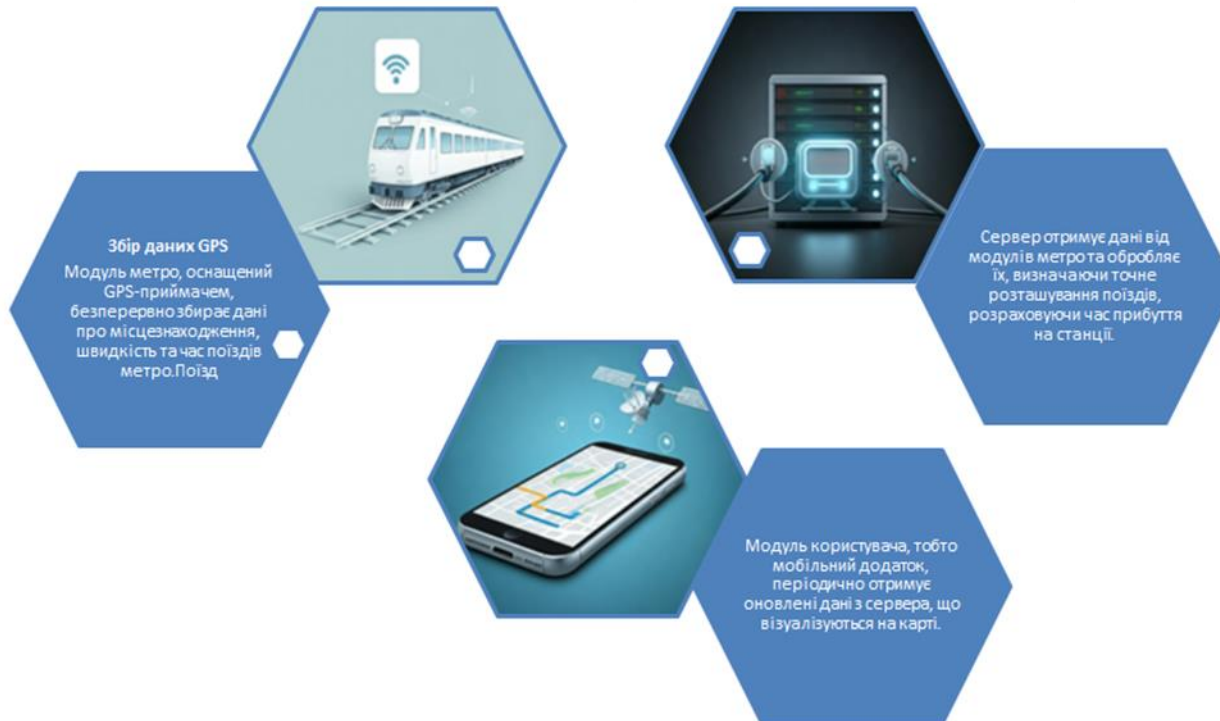 Збір даних GPS
Модуль метро, оснащений
GPS-приймачем,
безперервно збирає дані
про місцезнаходження,
швидкість та час поїздів
метро.Поїзд
Сервер отримує дані від
модулів метро та обробляє
їх, визначаючи точне
розташування поїздів,
розраховуючи час прибуття
на станції.
Модуль користувача, тобто
мобільний додаток,
періодично отримує
оновлені дані з сервера, що
візуалізуються на карті.